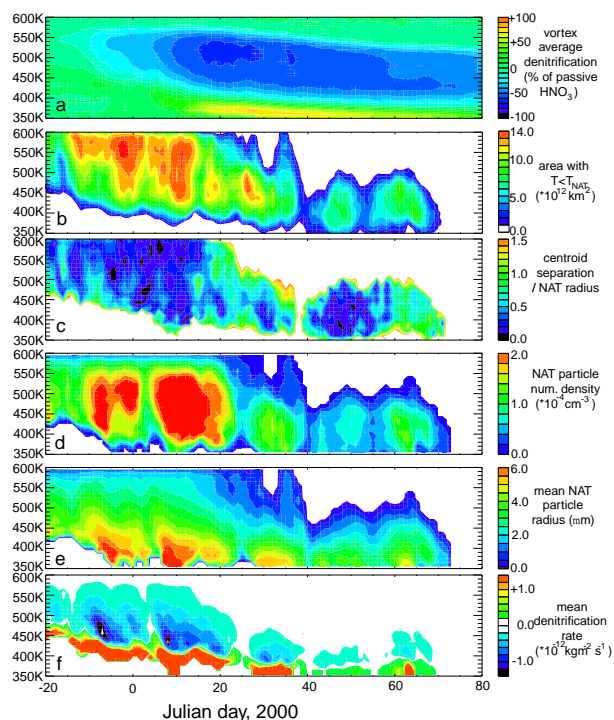 600K
550K
500K
450K
400K
350K
a
+100
+50
0
-50
-100
vortex
average
denitrification
(% of passive
HNO3)
600K
550K
500K
450K
400K
350K
b
14.0
10.0
5.0
0.0
area with
T<TNAT
(*10^12 km^2)
600K
550K
500K
450K
400K
350K
c
1.5
1.0
0.5
0.0
centroid
separation
/ NAT radius
600K
550K
500K
450K
400K
350K
d
2.0
1.0
0.0
NAT particle
num. density
(*10^-4cm^-3)
600K
550K
500K
450K
400K
350K
e
6.0
4.0
2.0
0.0
mean NAT
particle
radius (mm)
600K
550K
500K
450K
400K
350K
f
+1.0
0.0
-1.0
mean
denitrification
rate
(*10^-12kgm^-2 s^-1)
-20 0 20 40 60 80
Julian day, 2000